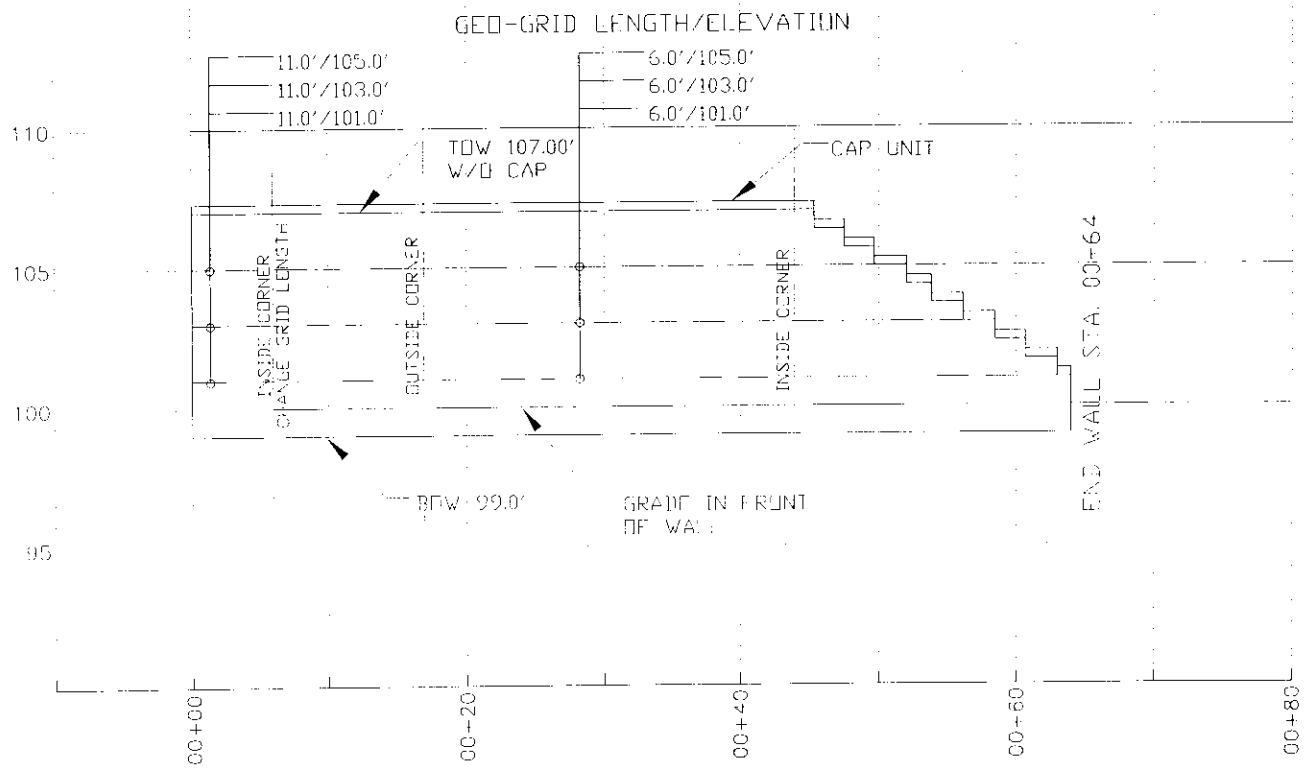 GEO-GRID LENGTH/ELEVATION
11.0'/105.0'
11.0'/103.0'
11.0'/101.0'
6.0'/105.0'
6.0'/103.0'
6.0'/101.0'
110
105
100
95
TOW 107.00'
W/O CAP
CAP UNIT
INSIDE CORNER
CHANGE GRID LENGTH
OUTSIDE CORNER
INSIDE CORNER
END WALL STA. 00+64
BOW 99.0'
GRADE IN FRONT
OF WALL
00+00
00+20
00+40
00+60
00+80